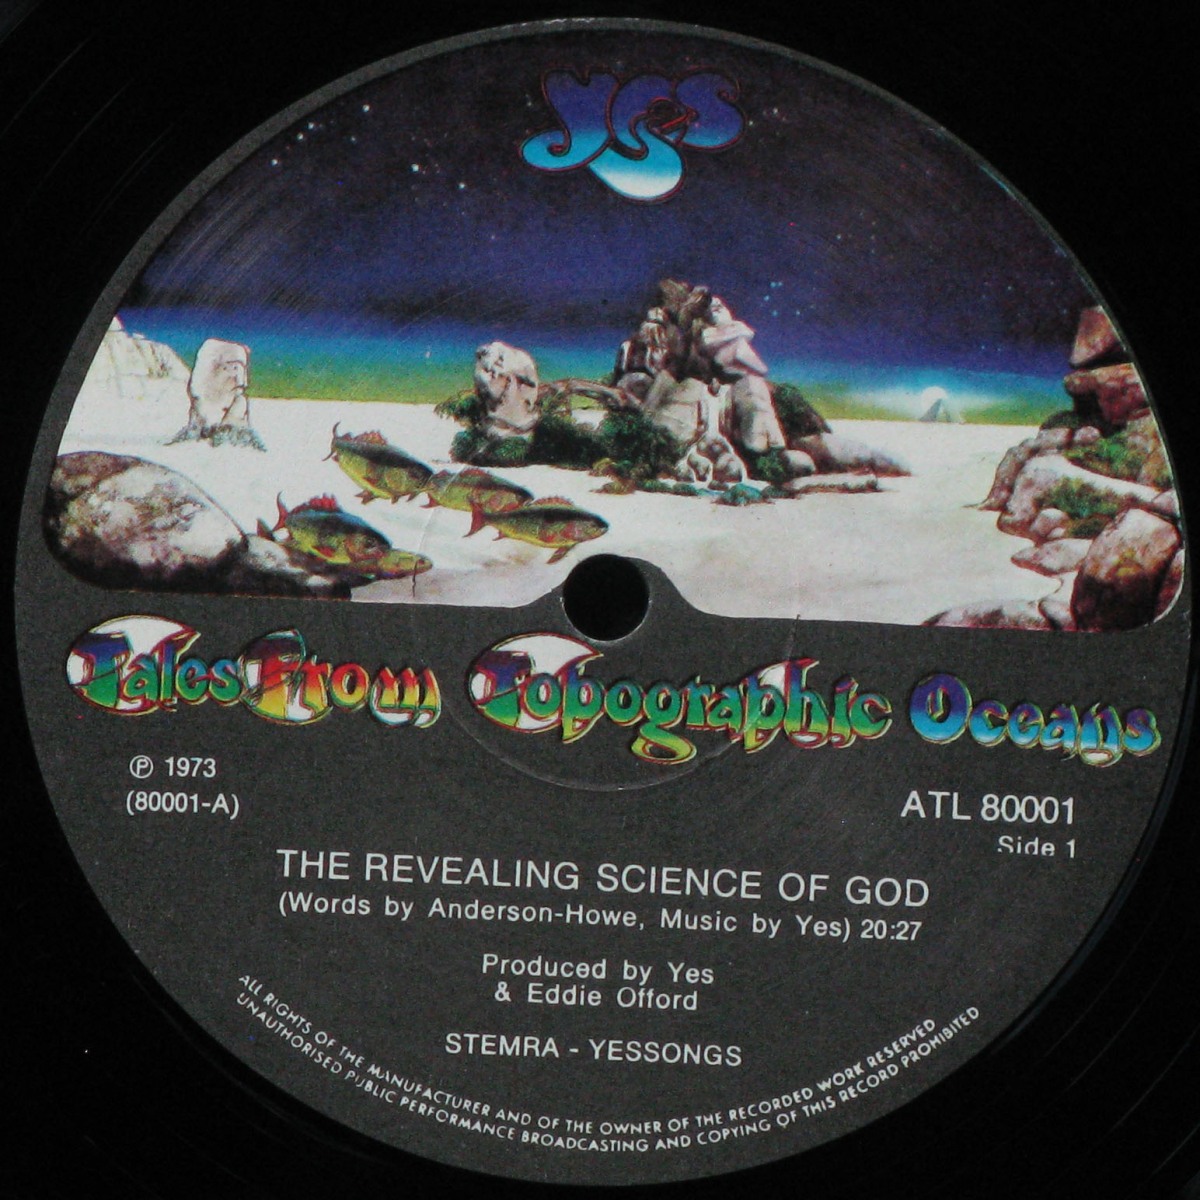 Yes
Tales From Topographic Oceans
℗ 1973
(80001-A)
ATL 80001
Side 1
THE REVEALING SCIENCE OF GOD
(Words by Anderson-Howe, Music by Yes) 20:27
Produced by Yes
& Eddie Offord
STEMRA - YESSONGS
ALL RIGHTS OF THE MANUFACTURER AND OF THE OWNER OF THE RECORDED WORK RESERVED
UNAUTHORISED PUBLIC PERFORMANCE BROADCASTING AND COPYING OF THIS RECORD PROHIBITED